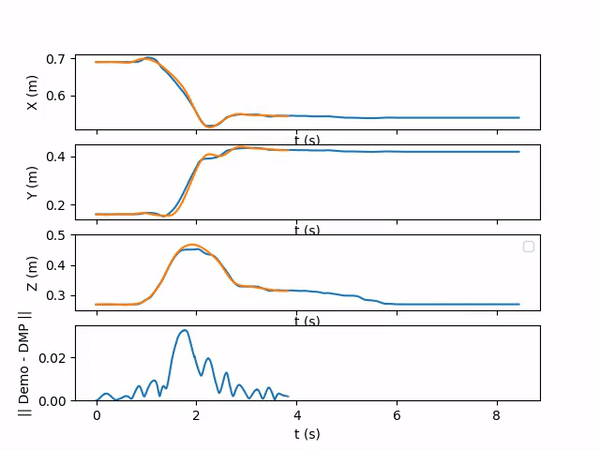 0.7
0.6
X (m)
t (s)
0.4
0.2
Y (m)
t (s)
0.5
0.4
0.3
Z (m)
t (s)
0.02
0.00
|| Demo - DMP ||
0 2 4 6 8
t (s)